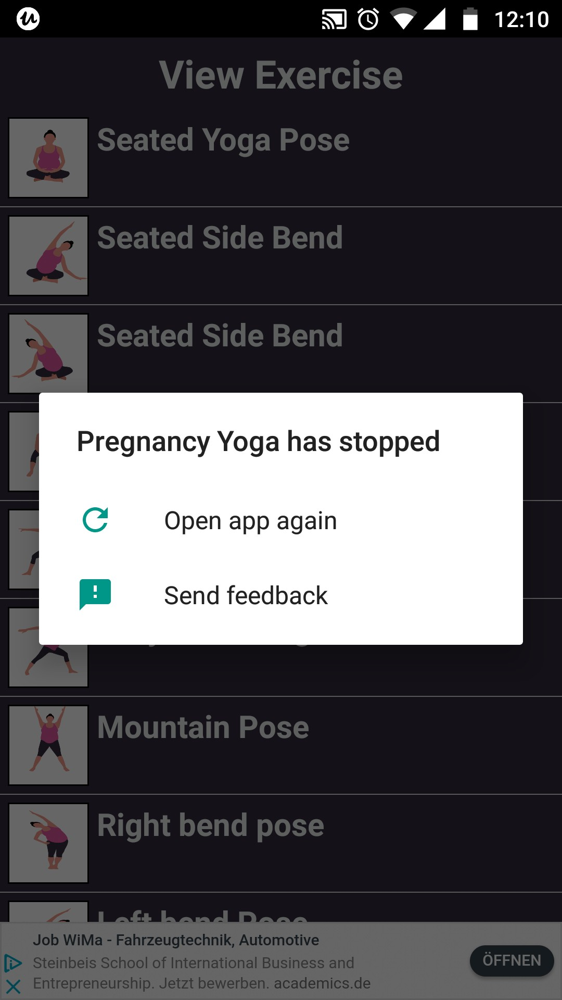 12:10
View Exercise
Seated Yoga Pose
Seated Side Bend
Seated Side Bend
Pregnancy Yoga has stopped
Open app again
Send feedback
Mountain Pose
Right bend pose
Left bend Pose
Job WiMa - Fahrzeugtechnik, Automotive
Steinbeis School of International Business and
Entrepreneurship. Jetzt bewerben. academics.de
ÖFFNEN